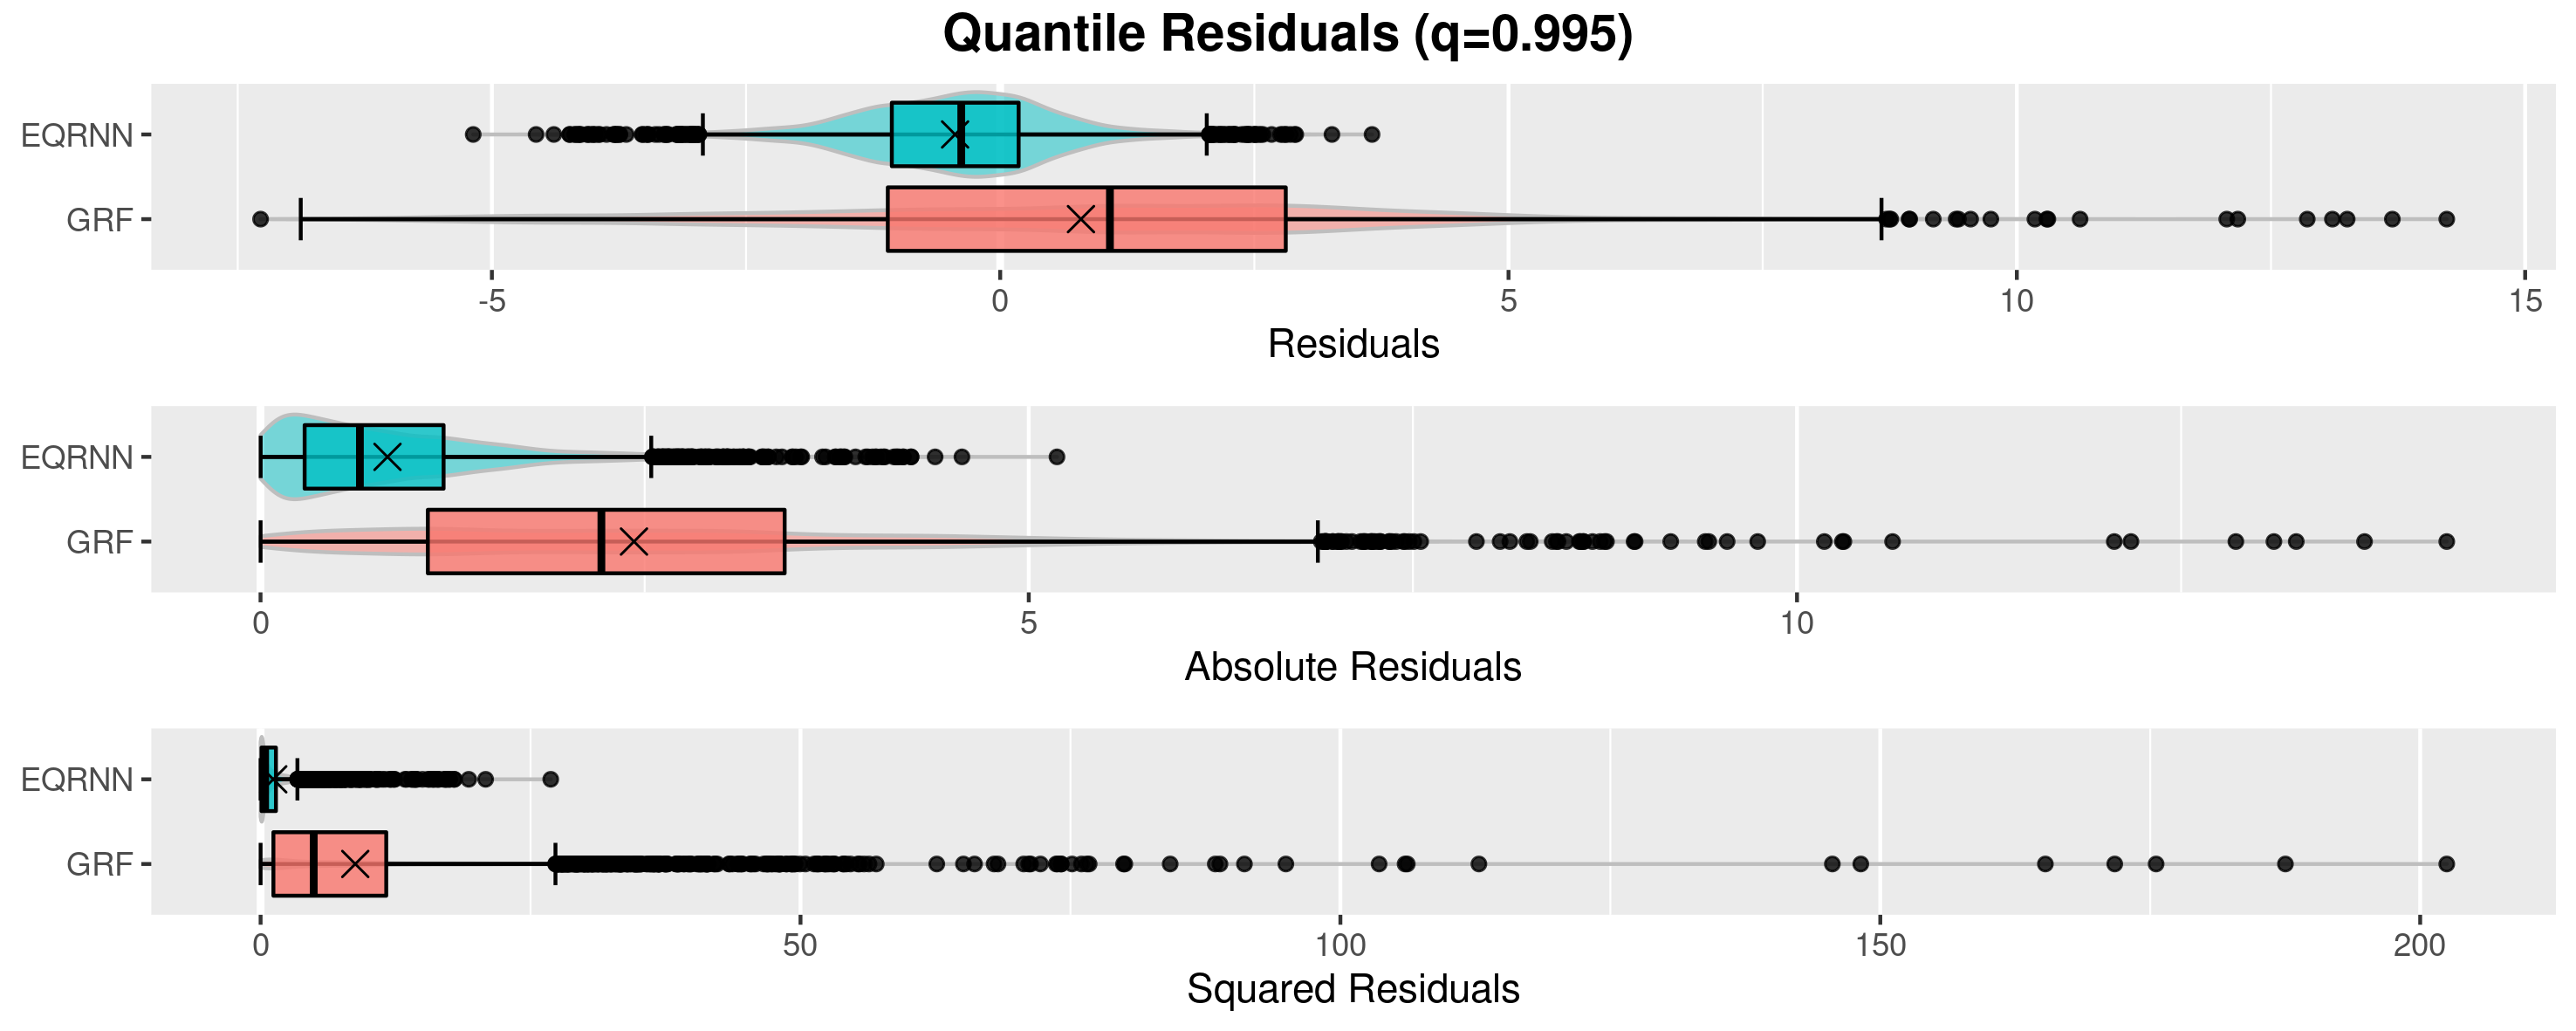 Quantile Residuals (q=0.995)
EQRNN
GRF
-5 0 5 10 15
Residuals
EQRNN
GRF
0 5 10
Absolute Residuals
EQRNN
GRF
0 50 100 150 200
Squared Residuals